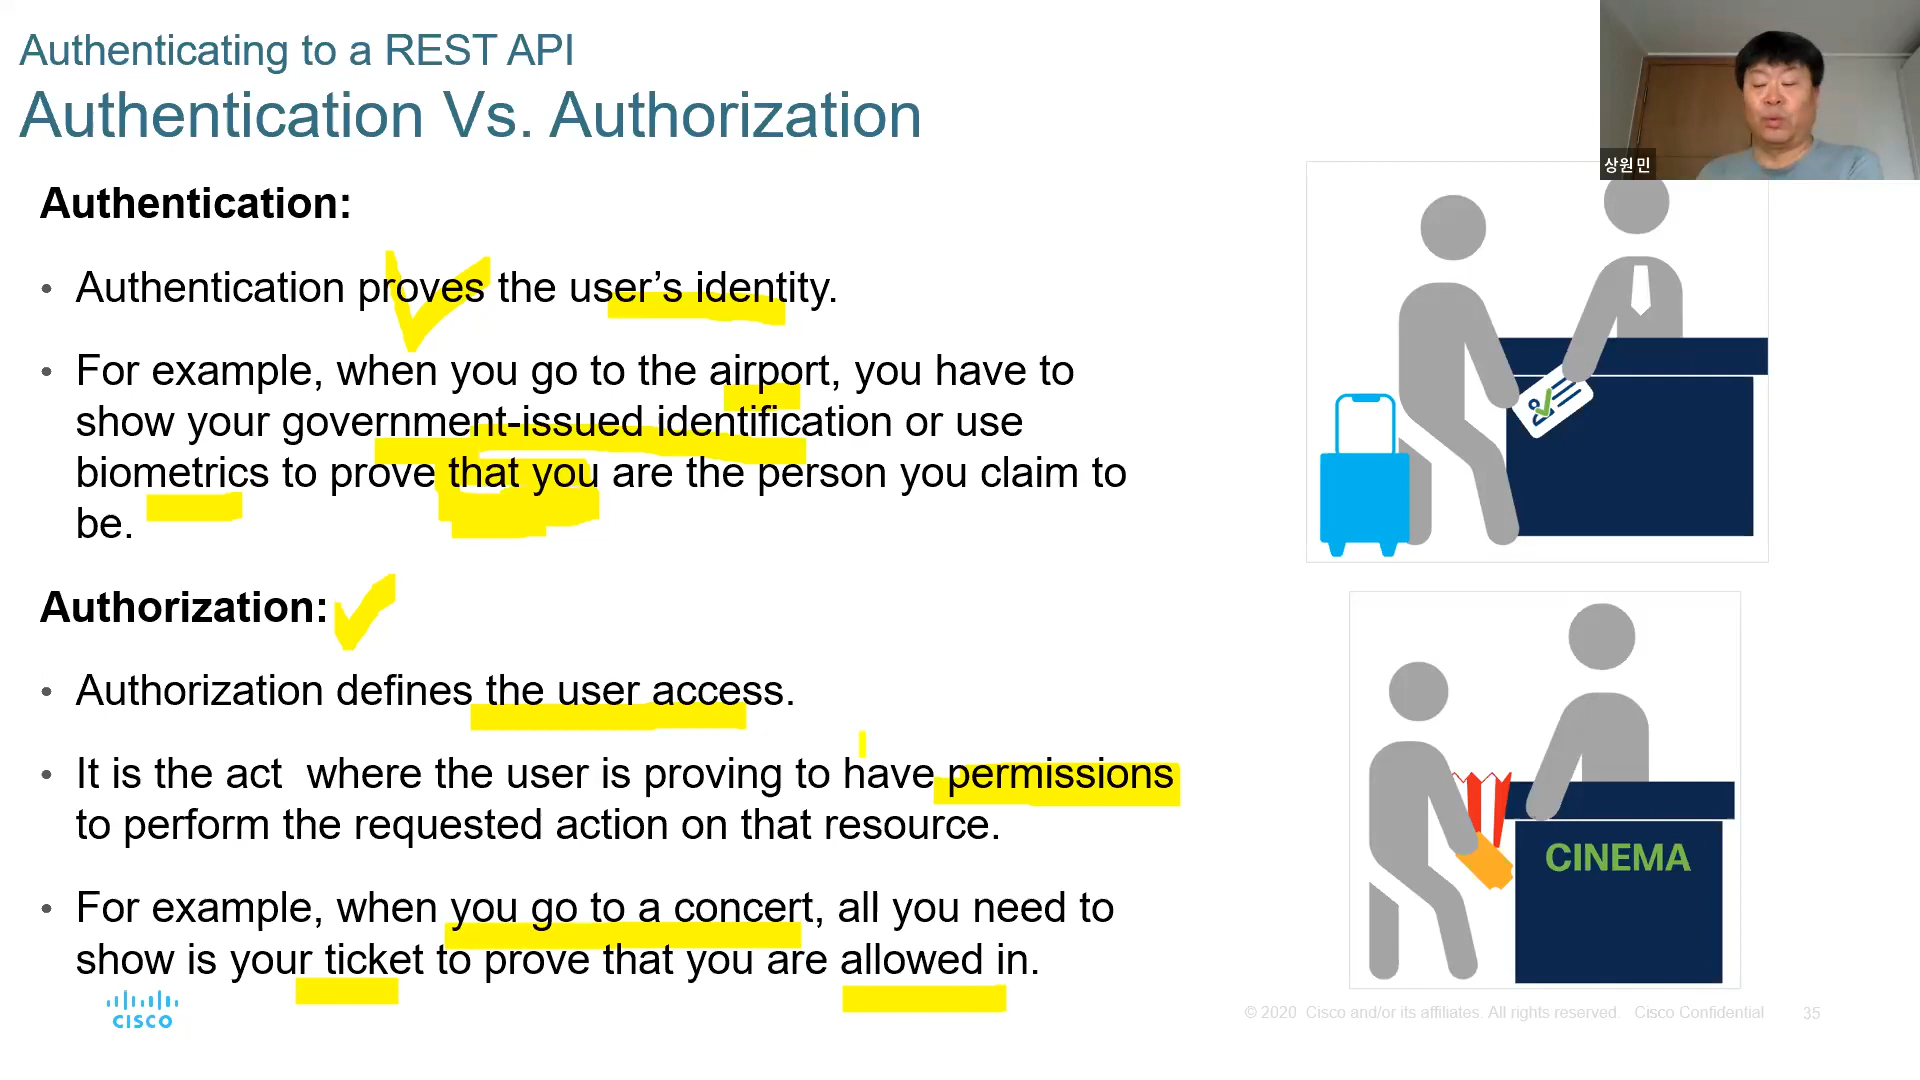 Authenticating to a REST API
Authentication Vs. Authorization
상원 민
Authentication:
• Authentication proves the user’s identity.
• For example, when you go to the airport, you have to
show your government-issued identification or use
biometrics to prove that you are the person you claim to
be.
Authorization:
• Authorization defines the user access.
• It is the act  where the user is proving to have permissions
to perform the requested action on that resource.
• For example, when you go to a concert, all you need to
show is your ticket to prove that you are allowed in.
CINEMA
CISCO
© 2020  Cisco and/or its affiliates. All rights reserved.   Cisco Confidential
35